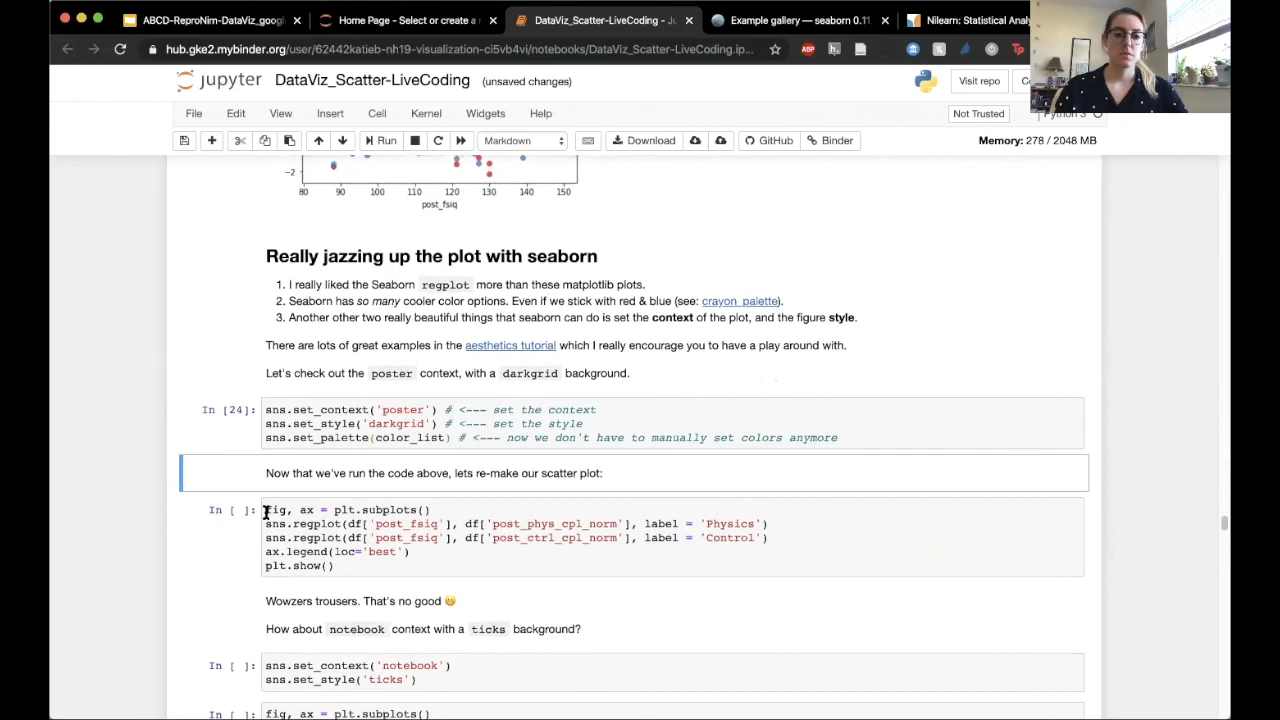 ABCD-ReproNim-DataViz_goog
Home Page - Select or create a
DataViz_Scatter-LiveCoding - Ju
Example gallery — seaborn 0.11.
Nilearn: Statistical Analy
hub.gke2.mybinder.org/user/62442katieb-nh19-visualization-ci5vb4vi/notebooks/DataViz_Scatter-LiveCoding.ip...
ABP
jupyter DataViz_Scatter-LiveCoding (unsaved changes)
Visit repo
File Edit View Insert Cell Kernel Widgets Help
Not Trusted
Run Markdown Download GitHub Binder
Memory: 278 / 2048 MB
−2
80 90 100 110 120 130 140 150
post_fsiq
Really jazzing up the plot with seaborn
1. I really liked the Seaborn regplot more than these matplotlib plots.
2. Seaborn has so many cooler color options. Even if we stick with red & blue (see: crayon_palette).
3. Another other two really beautiful things that seaborn can do is set the context of the plot, and the figure style.
There are lots of great examples in the aesthetics tutorial which I really encourage you to have a play around with.
Let's check out the poster context, with a darkgrid background.
In [24]: sns.set_context('poster') # <--- set the context
sns.set_style('darkgrid') # <--- set the style
sns.set_palette(color_list) # <--- now we don't have to manually set colors anymore
Now that we've run the code above, lets re-make our scatter plot:
In [ ]: fig, ax = plt.subplots()
sns.regplot(df['post_fsiq'], df['post_phys_cpl_norm'], label = 'Physics')
sns.regplot(df['post_fsiq'], df['post_ctrl_cpl_norm'], label = 'Control')
ax.legend(loc='best')
plt.show()
Wowzers trousers. That's no good 😬
How about notebook context with a ticks background?
In [ ]: sns.set_context('notebook')
sns.set_style('ticks')
In [ ]: fig, ax = plt.subplots()